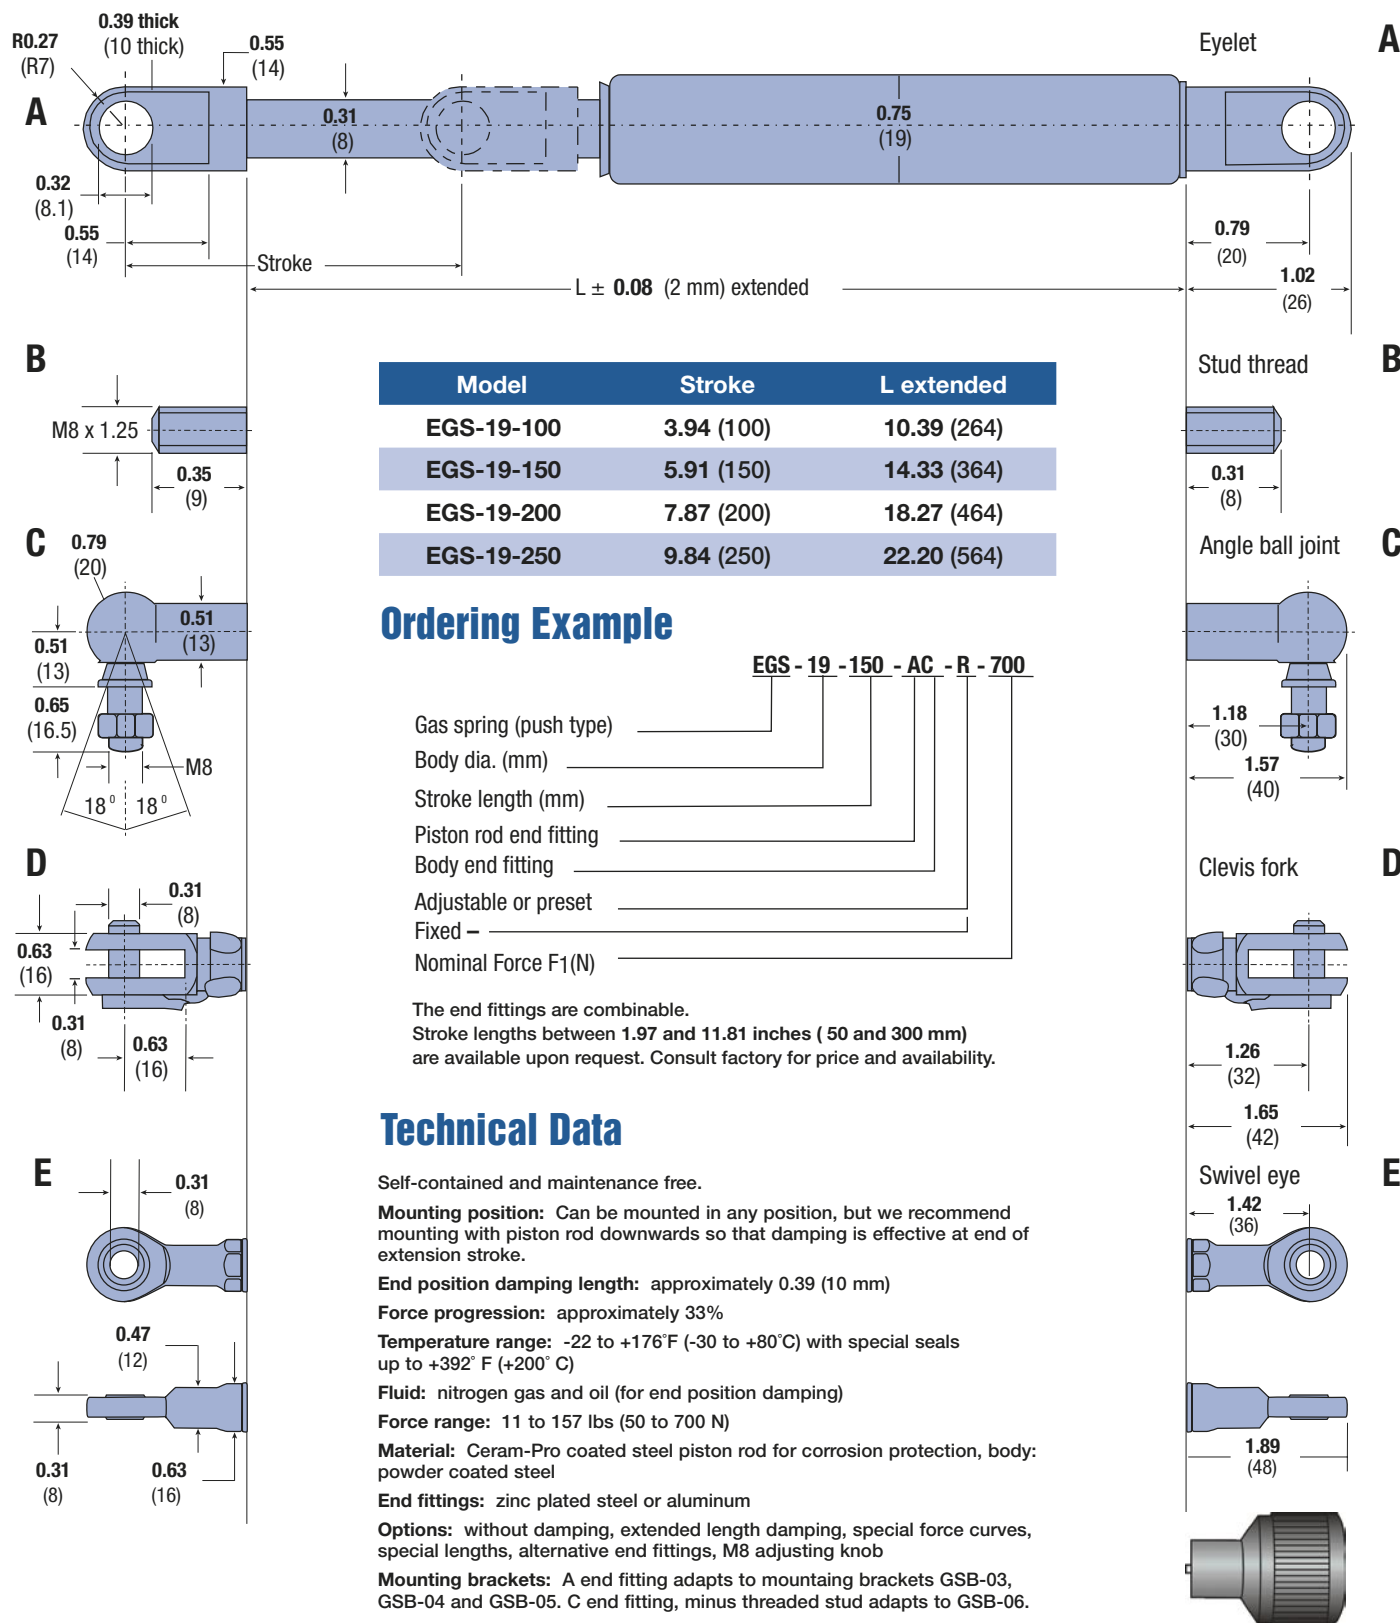 0.39 thick
(10 thick)
R0.27
(R7)
0.55
(14)
A
0.31
(8)
0.75
(19)
Eyelet
A
0.32
(8.1)
0.55
(14)
Stroke
L ± 0.08 (2 mm) extended
0.79
(20)
1.02
(26)
B
M8 x 1.25
0.35
(9)
Stud thread
B
0.31
(8)
Model Stroke L extended
EGS-19-100 3.94 (100) 10.39 (264)
EGS-19-150 5.91 (150) 14.33 (364)
EGS-19-200 7.87 (200) 18.27 (464)
EGS-19-250 9.84 (250) 22.20 (564)
C
0.79
(20)
0.51
(13)
0.51
(13)
0.65
(16.5)
M8
18° 18°
Angle ball joint
C
1.18
(30)
1.57
(40)
Ordering Example
EGS - 19 -150 - AC - R - 700
Gas spring (push type)
Body dia. (mm)
Stroke length (mm)
Piston rod end fitting
Body end fitting
Adjustable or preset
Fixed –
Nominal Force F1(N)
The end fittings are combinable.
Stroke lengths between 1.97 and 11.81 inches ( 50 and 300 mm)
are available upon request. Consult factory for price and availability.
D
0.31
(8)
0.63
(16)
0.31
(8)
0.63
(16)
Clevis fork
D
1.26
(32)
1.65
(42)
Technical Data
Self-contained and maintenance free.
Mounting position: Can be mounted in any position, but we recommend
mounting with piston rod downwards so that damping is effective at end of
extension stroke.
End position damping length: approximately 0.39 (10 mm)
Force progression: approximately 33%
Temperature range: -22 to +176°F (-30 to +80°C) with special seals
up to +392° F (+200° C)
Fluid: nitrogen gas and oil (for end position damping)
Force range: 11 to 157 lbs (50 to 700 N)
Material: Ceram-Pro coated steel piston rod for corrosion protection, body:
powder coated steel
End fittings: zinc plated steel or aluminum
Options: without damping, extended length damping, special force curves,
special lengths, alternative end fittings, M8 adjusting knob
Mounting brackets: A end fitting adapts to mountaing brackets GSB-03,
GSB-04 and GSB-05. C end fitting, minus threaded stud adapts to GSB-06.
E
0.31
(8)
0.47
(12)
0.31
(8)
0.63
(16)
Swivel eye
E
1.42
(36)
1.89
(48)